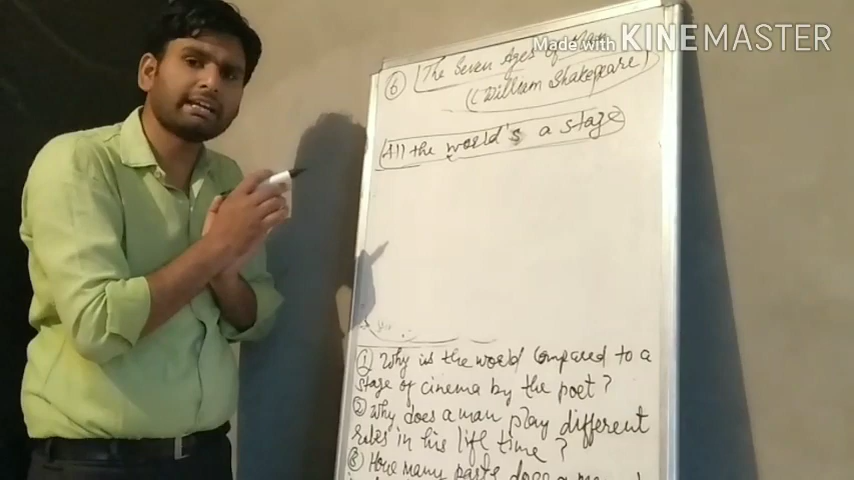 Made with KINEMASTER
⑥ The Seven Ages of Man
(William Shakespeare)
All the world's a stage
① Why is the world compared to a
stage of cinema by the poet?
② Why does a man play different
roles in his life time?
③ How many parts does a man